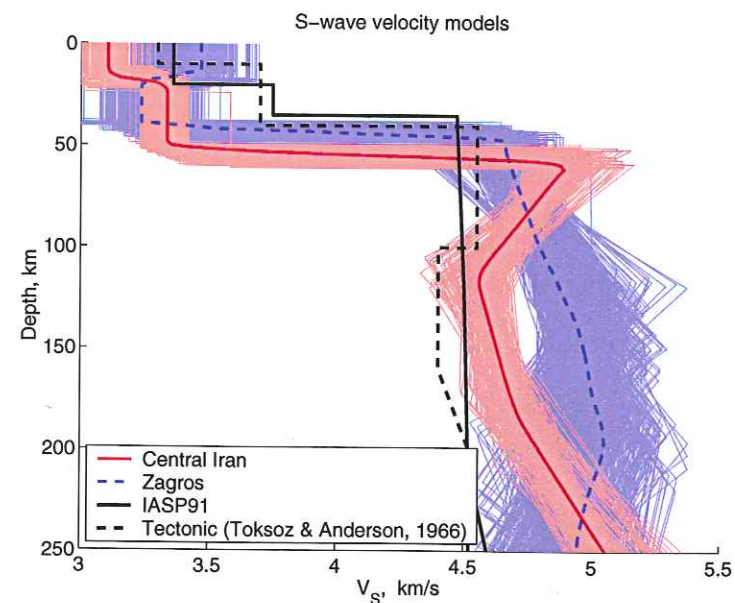 S-wave velocity models
0
50
100
150
200
250
Depth, km
Central Iran
Zagros
IASP91
Tectonic (Toksoz & Anderson, 1966)
3 3.5 4 4.5 5 5.5
V_S, km/s